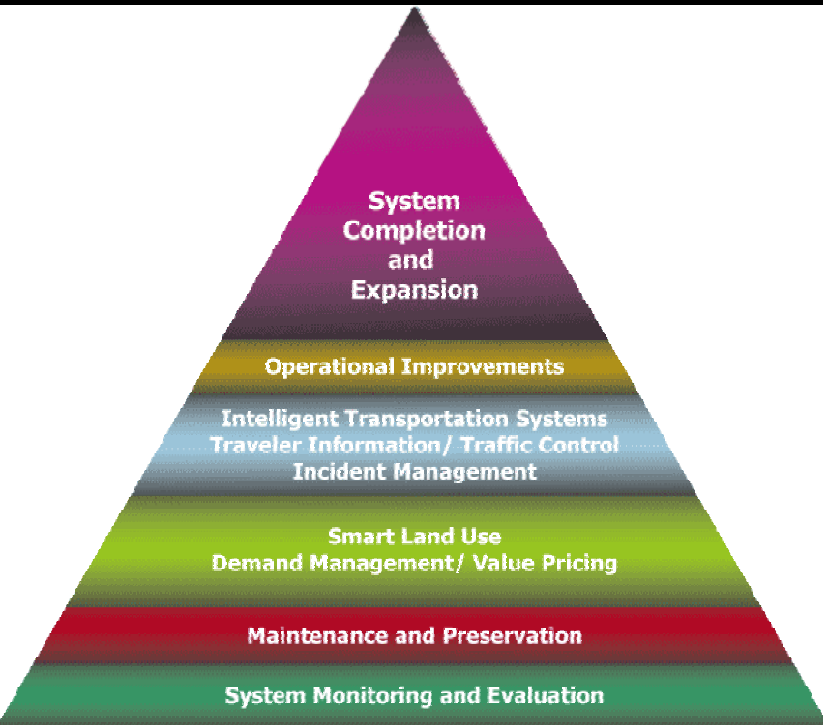 System
Completion
and
Expansion
Operational Improvements
Intelligent Transportation Systems
Traveler Information/ Traffic Control
Incident Management
Smart Land Use
Demand Management/ Value Pricing
Maintenance and Preservation
System Monitoring and Evaluation